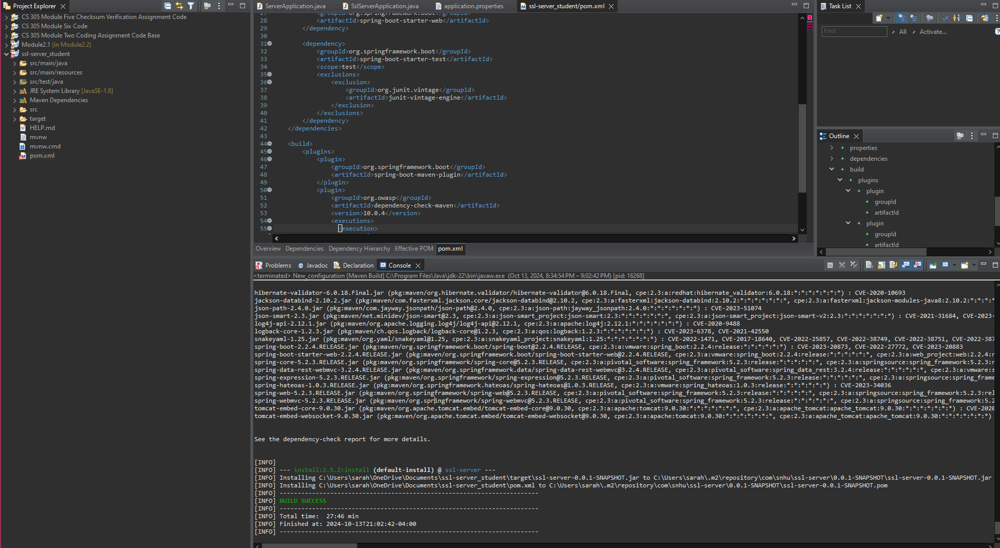 Project Explorer
CS 305 Module Five Checksum Verification Assignment Code
CS 305 Module Six Code
CS 305 Module Two Coding Assignment Code Base
Module2.1 (in Module2.2)
ssl-server_student
src/main/java
src/main/resources
src/test/java
JRE System Library [JavaSE-1.8]
Maven Dependencies
src
target
HELP.md
mvnw
mvnw.cmd
pom.xml
ServerApplication.java
SslServerApplication.java
application.properties
ssl-server_student/pom.xml
27 <groupId>org.springframework.boot</groupId>
28 <artifactId>spring-boot-starter-web</artifactId>
29 </dependency>
30
31 <dependency>
32 <groupId>org.springframework.boot</groupId>
33 <artifactId>spring-boot-starter-test</artifactId>
34 <scope>test</scope>
35 <exclusions>
36 <exclusion>
37 <groupId>org.junit.vintage</groupId>
38 <artifactId>junit-vintage-engine</artifactId>
39 </exclusion>
40 </exclusions>
41 </dependency>
42 </dependencies>
43
44 <build>
45 <plugins>
46 <plugin>
47 <groupId>org.springframework.boot</groupId>
48 <artifactId>spring-boot-maven-plugin</artifactId>
49 </plugin>
50 <plugin>
51 <groupId>org.owasp</groupId>
52 <artifactId>dependency-check-maven</artifactId>
53 <version>10.0.4</version>
54 <executions>
55 <execution>
Overview Dependencies Dependency Hierarchy Effective POM pom.xml
Task List
Find
All
Activate...
Outline
properties
dependencies
build
plugins
plugin
groupId
artifactId
plugin
groupId
artifactId
Problems Javadoc Declaration Console
<terminated> New_configuration [Maven Build] C:\Program Files\Java\jdk-22\bin\javaw.exe (Oct 13, 2024, 8:34:54 PM – 9:02:42 PM) [pid: 16268]
hibernate-validator-6.0.18.Final.jar (pkg:maven/org.hibernate.validator/hibernate-validator@6.0.18.Final, cpe:2.3:a:redhat:hibernate_validator:6.0.18:*:*:*:*:*:*:*) : CVE-2020-10693
jackson-databind-2.10.2.jar (pkg:maven/com.fasterxml.jackson.core/jackson-databind@2.10.2, cpe:2.3:a:fasterxml:jackson-databind:2.10.2:*:*:*:*:*:*:*, cpe:2.3:a:fasterxml:jackson-modules-java8:2.10.2:*:*:*
json-path-2.4.0.jar (pkg:maven/com.jayway.jsonpath/json-path@2.4.0, cpe:2.3:a:json-path:jayway_jsonpath:2.4.0:*:*:*:*:*:*:*) : CVE-2023-51074
json-smart-2.3.jar (pkg:maven/net.minidev/json-smart@2.3, cpe:2.3:a:json-smart_project:json-smart:2.3:*:*:*:*:*:*:*, cpe:2.3:a:json-smart_project:json-smart-v2:2.3:*:*:*:*:*:*:*) : CVE-2021-31684, CVE-2023-
log4j-api-2.12.1.jar (pkg:maven/org.apache.logging.log4j/log4j-api@2.12.1, cpe:2.3:a:apache:log4j:2.12.1:*:*:*:*:*:*:*) : CVE-2020-9488
logback-core-1.2.3.jar (pkg:maven/ch.qos.logback/logback-core@1.2.3, cpe:2.3:a:qos:logback:1.2.3:*:*:*:*:*:*:*) : CVE-2023-6378, CVE-2021-42550
snakeyaml-1.25.jar (pkg:maven/org.yaml/snakeyaml@1.25, cpe:2.3:a:snakeyaml_project:snakeyaml:1.25:*:*:*:*:*:*:*) : CVE-2022-1471, CVE-2017-18640, CVE-2022-25857, CVE-2022-38749, CVE-2022-38751, CVE-2022-387
spring-boot-2.2.4.RELEASE.jar (pkg:maven/org.springframework.boot/spring-boot@2.2.4.RELEASE, cpe:2.3:a:vmware:spring_boot:2.2.4:release:*:*:*:*:*:*) : CVE-2023-20873, CVE-2022-27772, CVE-2023-20883
spring-boot-starter-web-2.2.4.RELEASE.jar (pkg:maven/org.springframework.boot/spring-boot-starter-web@2.2.4.RELEASE, cpe:2.3:a:vmware:spring_boot:2.2.4:release:*:*:*:*:*:*, cpe:2.3:a:web_project:web:2.2.4:r
spring-core-5.2.3.RELEASE.jar (pkg:maven/org.springframework/spring-core@5.2.3.RELEASE, cpe:2.3:a:pivotal_software:spring_framework:5.2.3:release:*:*:*:*:*:*, cpe:2.3:a:springsource:spring_framework:5.2.3:r
spring-data-rest-webmvc-3.2.4.RELEASE.jar (pkg:maven/org.springframework.data/spring-data-rest-webmvc@3.2.4.RELEASE, cpe:2.3:a:pivotal_software:spring_data_rest:3.2.4:release:*:*:*:*:*:*, cpe:2.3:a:vmware:s
spring-expression-5.2.3.RELEASE.jar (pkg:maven/org.springframework/spring-expression@5.2.3.RELEASE, cpe:2.3:a:pivotal_software:spring_framework:5.2.3:release:*:*:*:*:*:*, cpe:2.3:a:springsource:spring_frame
spring-hateoas-1.0.3.RELEASE.jar (pkg:maven/org.springframework.hateoas/spring-hateoas@1.0.3.RELEASE, cpe:2.3:a:vmware:spring_hateoas:1.0.3:release:*:*:*:*:*:*) : CVE-2023-34036
spring-web-5.2.3.RELEASE.jar (pkg:maven/org.springframework/spring-web@5.2.3.RELEASE, cpe:2.3:a:pivotal_software:spring_framework:5.2.3:release:*:*:*:*:*:*, cpe:2.3:a:springsource:spring_framework:5.2.3:rel
spring-webmvc-5.2.3.RELEASE.jar (pkg:maven/org.springframework/spring-webmvc@5.2.3.RELEASE, cpe:2.3:a:pivotal_software:spring_framework:5.2.3:release:*:*:*:*:*:*, cpe:2.3:a:springsource:spring_framework:5.2
tomcat-embed-core-9.0.30.jar (pkg:maven/org.apache.tomcat.embed/tomcat-embed-core@9.0.30, cpe:2.3:a:apache:tomcat:9.0.30:*:*:*:*:*:*:*, cpe:2.3:a:apache_tomcat:apache_tomcat:9.0.30:*:*:*:*:*:*:*) : CVE-2020
tomcat-embed-websocket-9.0.30.jar (pkg:maven/org.apache.tomcat.embed/tomcat-embed-websocket@9.0.30, cpe:2.3:a:apache:tomcat:9.0.30:*:*:*:*:*:*:*, cpe:2.3:a:apache_tomcat:apache_tomcat:9.0.30:*:*:*:*:*:*:*)
See the dependency-check report for more details.
[INFO]
[INFO] --- install:2.5.2:install (default-install) @ ssl-server ---
[INFO] Installing C:\Users\sarah\OneDrive\Documents\ssl-server_student\target\ssl-server-0.0.1-SNAPSHOT.jar to C:\Users\sarah\.m2\repository\com\snhu\ssl-server\0.0.1-SNAPSHOT\ssl-server-0.0.1-SNAPSHOT.jar
[INFO] Installing C:\Users\sarah\OneDrive\Documents\ssl-server_student\pom.xml to C:\Users\sarah\.m2\repository\com\snhu\ssl-server\0.0.1-SNAPSHOT\ssl-server-0.0.1-SNAPSHOT.pom
[INFO] ------------------------------------------------------------------------
[INFO] BUILD SUCCESS
[INFO] ------------------------------------------------------------------------
[INFO] Total time:  27:46 min
[INFO] Finished at: 2024-10-13T21:02:42-04:00
[INFO] ------------------------------------------------------------------------